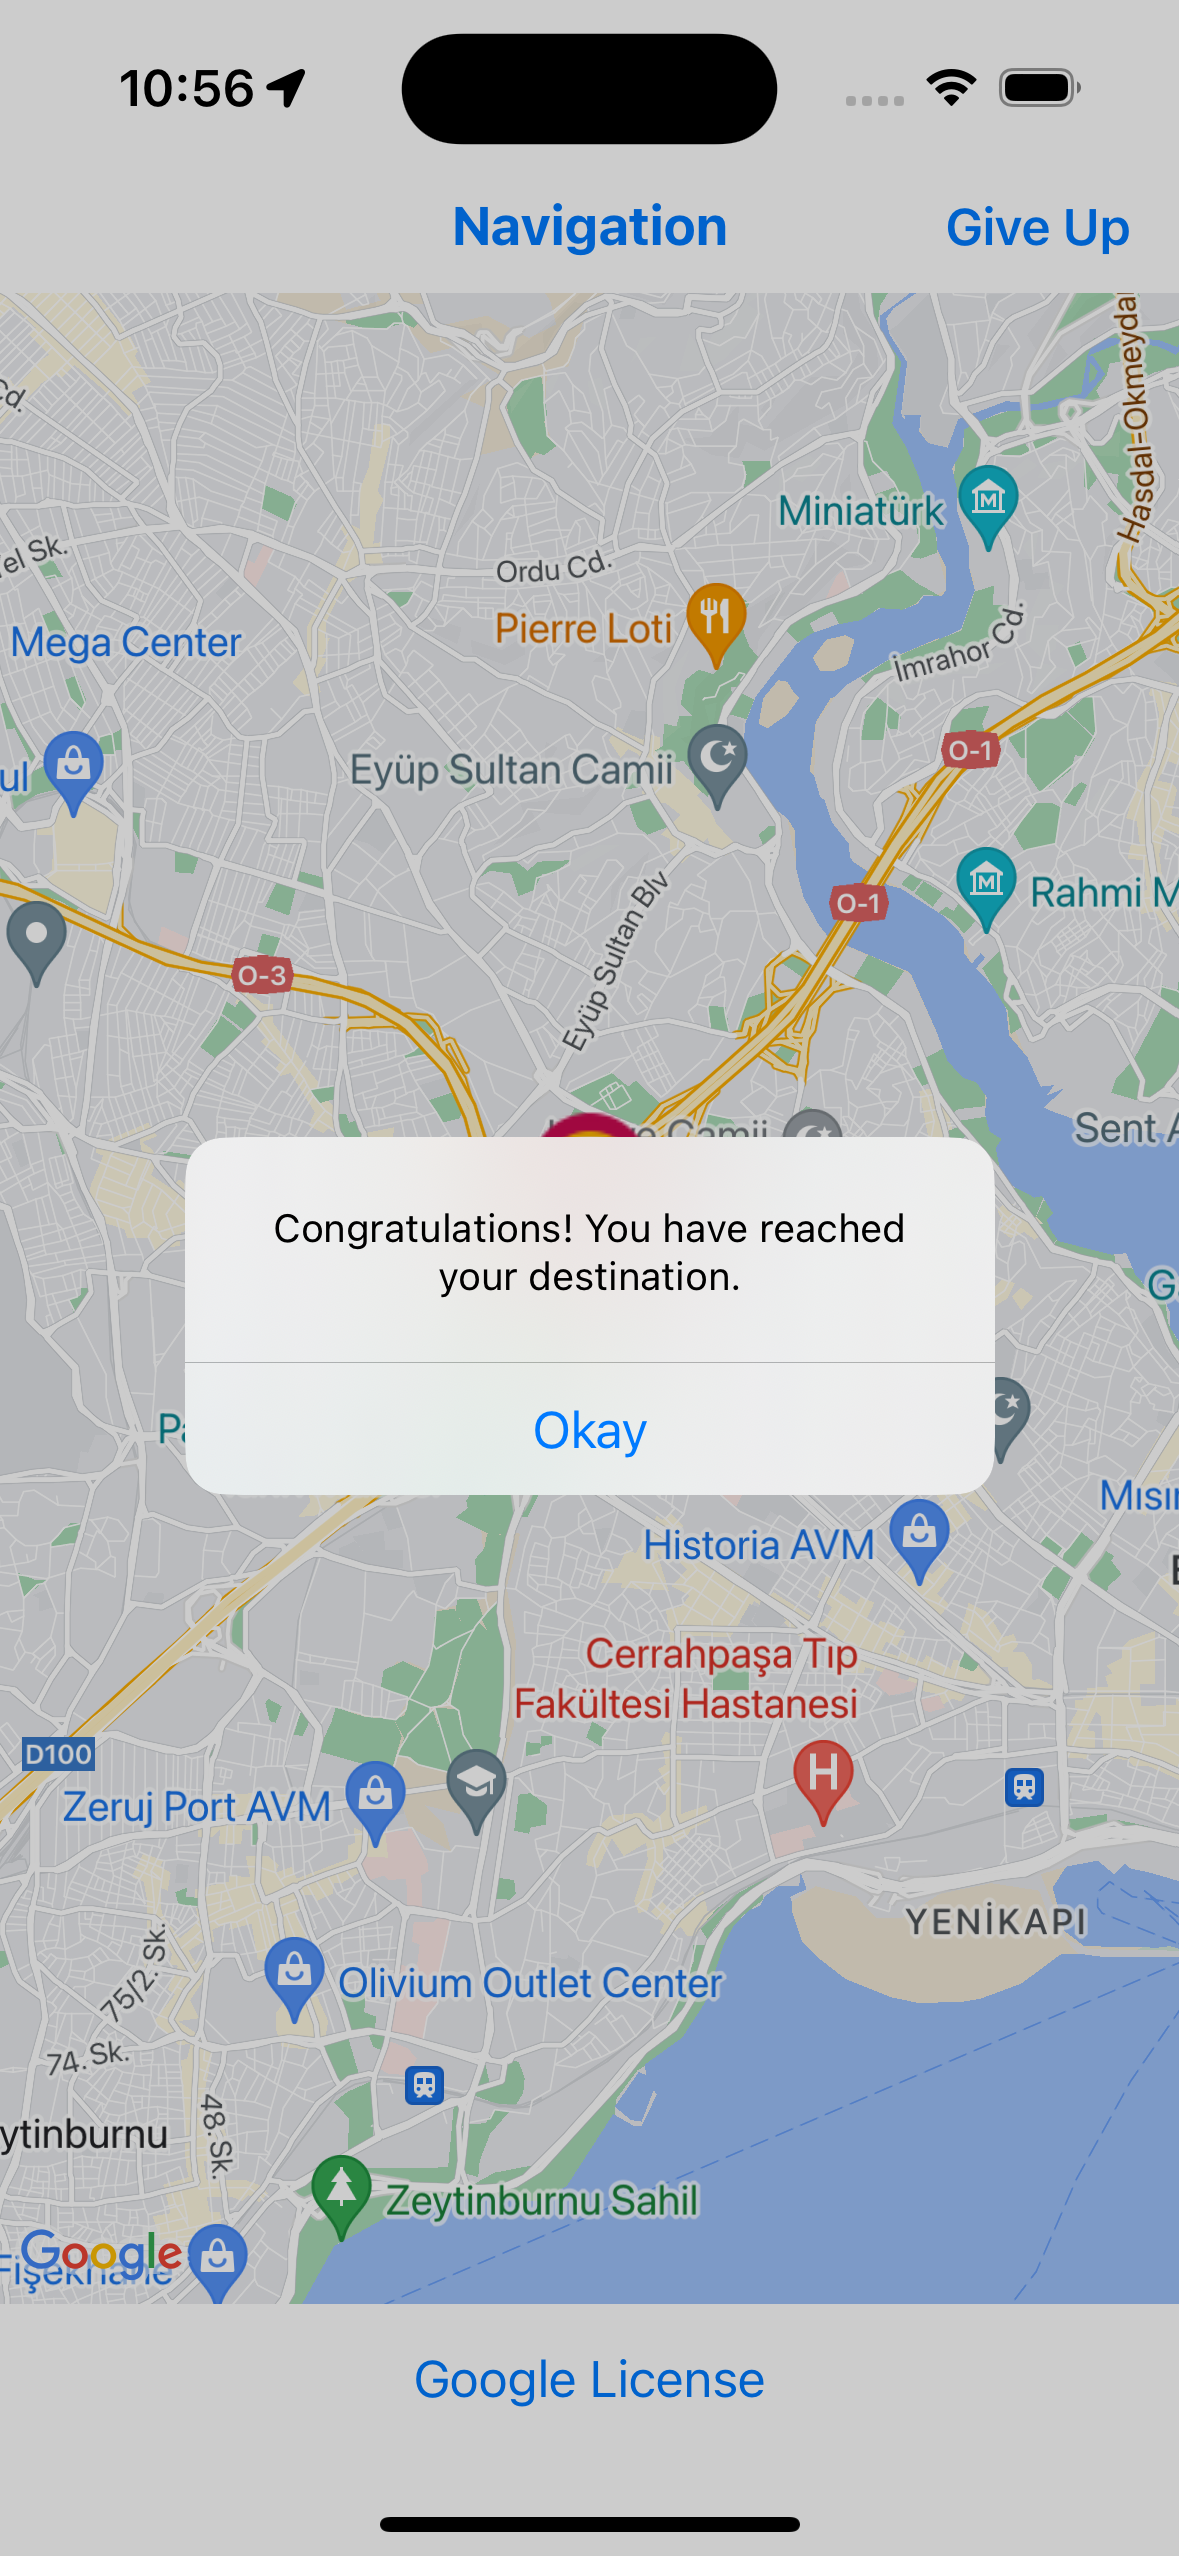 10:56
Navigation
Give Up
Cd.
Hasdal-Okmeydan
Miniatürk
el Sk.
Ordu Cd.
Pierre Loti
Mega Center
İmrahor Cd.
O-1
Eyüp Sultan Camii
ul
Rahmi M
O-1
Eyüp Sultan Blv
O-3
Camii
Sent A
Congratulations! You have reached
your destination.
G
Okay
Pa
Mısır
Historia AVM
E
Cerrahpaşa Tıp
Fakültesi Hastanesi
D100
H
Zeruj Port AVM
YENİKAPI
75/2. Sk.
Olivium Outlet Center
74. Sk.
48. Sk.
ytinburnu
Zeytinburnu Sahil
Google
Fişekhane
Google License